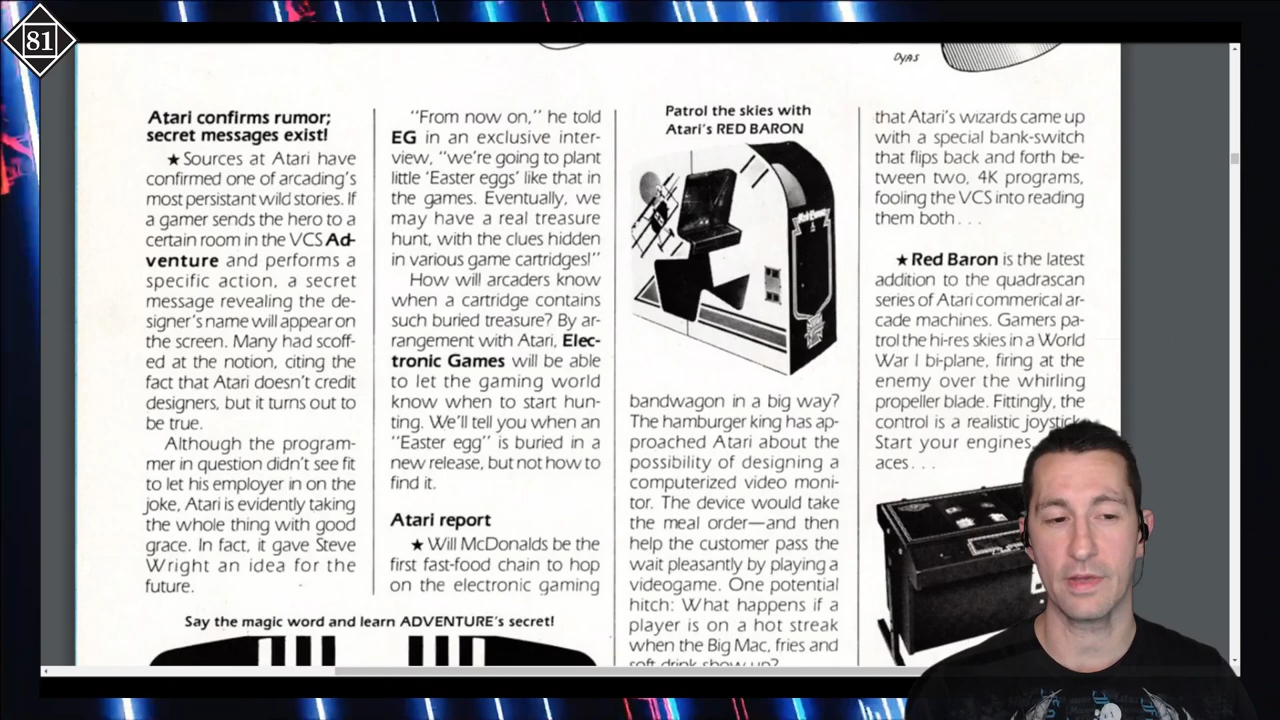 81
DyAS
Atari confirms rumor;
secret messages exist!
★ Sources at Atari have
confirmed one of arcading's
most persistant wild stories. If
a gamer sends the hero to a
certain room in the VCS Ad-
venture and performs a
specific action, a secret
message revealing the de-
signer's name will appear on
the screen. Many had scoff-
ed at the notion, citing the
fact that Atari doesn't credit
designers, but it turns out to
be true.
Although the program-
mer in question didn't see fit
to let his employer in on the
joke, Atari is evidently taking
the whole thing with good
grace. In fact, it gave Steve
Wright an idea for the
future.
"From now on," he told
EG in an exclusive inter-
view, "we're going to plant
little 'Easter eggs' like that in
the games. Eventually, we
may have a real treasure
hunt, with the clues hidden
in various game cartridges!"
How will arcaders know
when a cartridge contains
such buried treasure? By ar-
rangement with Atari, Elec-
tronic Games will be able
to let the gaming world
know when to start hun-
ting. We'll tell you when an
"Easter egg" is buried in a
new release, but not how to
find it.
Atari report
★ Will McDonalds be the
first fast-food chain to hop
on the electronic gaming
Say the magic word and learn ADVENTURE's secret!
Patrol the skies with
Atari's RED BARON
bandwagon in a big way?
The hamburger king has ap-
proached Atari about the
possibility of designing a
computerized video moni-
tor. The device would take
the meal order—and then
help the customer pass the
wait pleasantly by playing a
videogame. One potential
hitch: What happens if a
player is on a hot streak
when the Big Mac, fries and
soft drink show up?
that Atari's wizards came up
with a special bank-switch
that flips back and forth be-
tween two, 4K programs,
fooling the VCS into reading
them both . . .
★ Red Baron is the latest
addition to the quadrascan
series of Atari commerical ar-
cade machines. Gamers pa-
trol the hi-res skies in a World
War I bi-plane, firing at the
enemy over the whirling
propeller blade. Fittingly, the
control is a realistic joystick.
Start your engines,
aces . . .